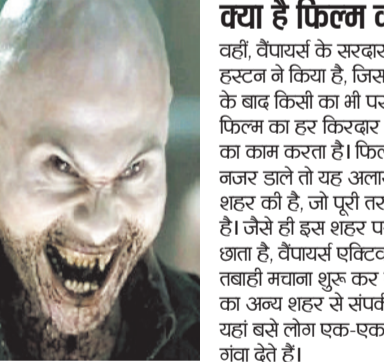 क्या है फिल्म
वहीं, वैंपायर्स के सरदार
हस्टन ने किया है, जिस
के बाद किसी का भी
फिल्म का हर किरदार
का काम करता है। फिल
नजर डाले तो यह अला
शहर की है, जो पूरी तर
है। जैसे ही इस शहर
छाता है, वैंपायर्स एक्टि
तबाही मचाना शुरू कर
का अन्य शहर से संपर्क
यहां बसे लोग एक-एक
गंवा देते हैं।